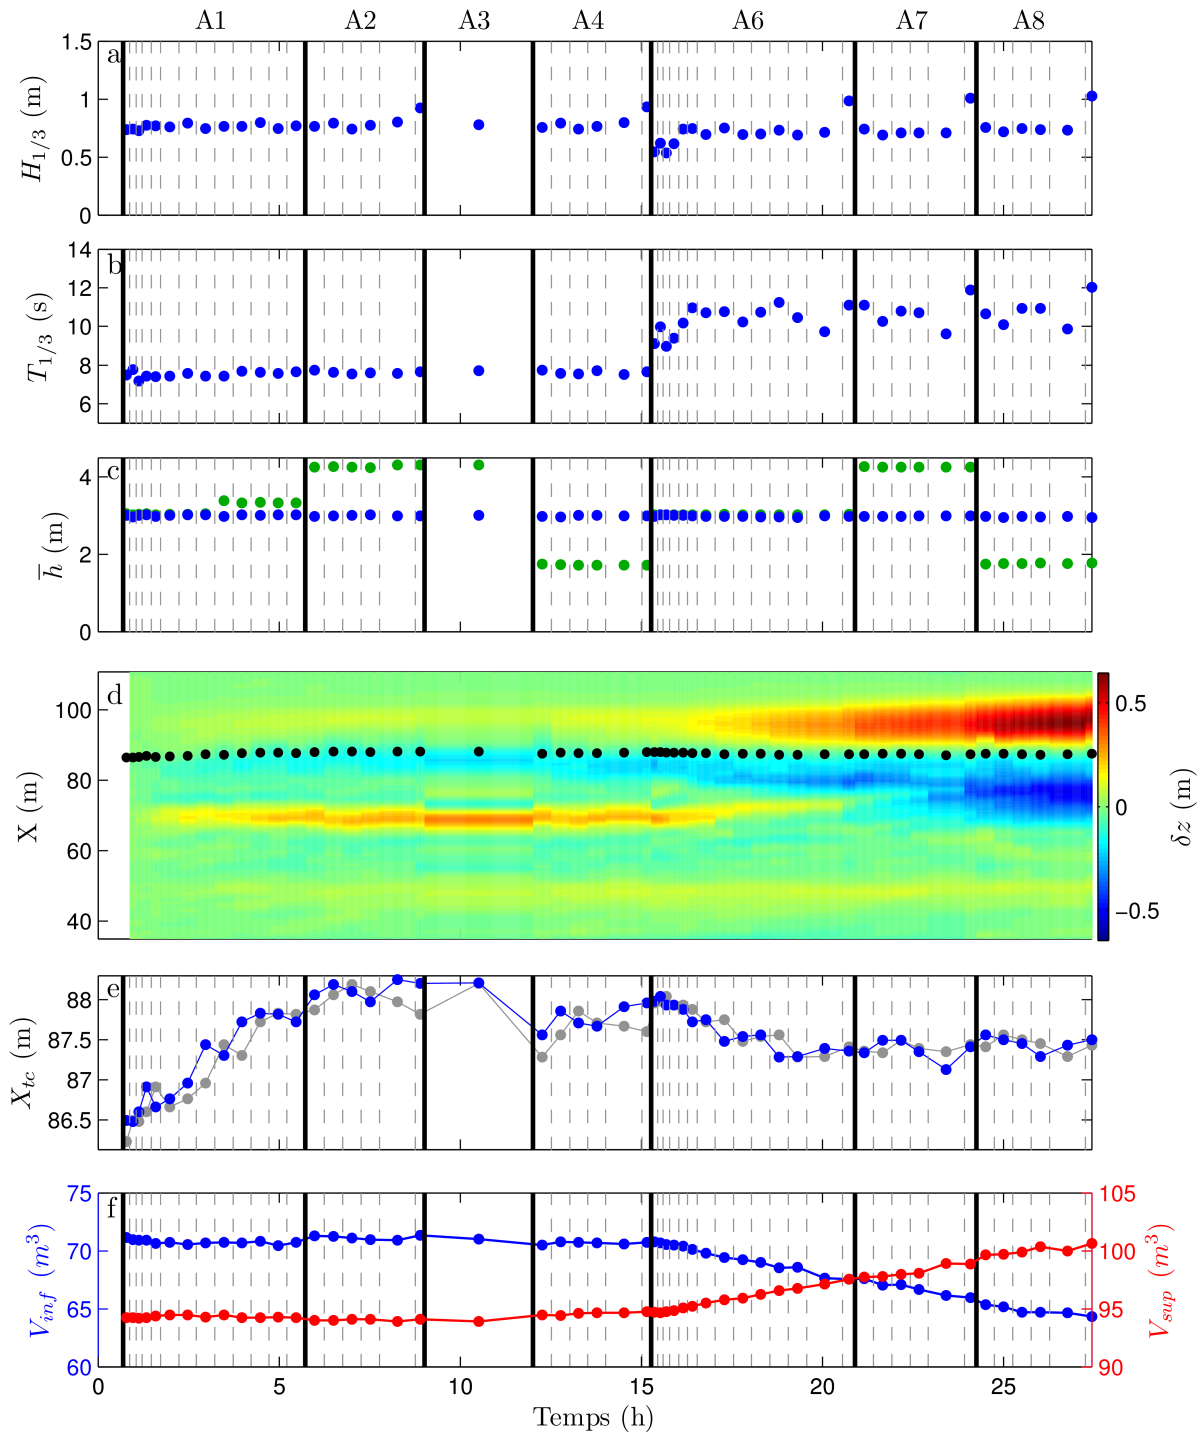 A1 A2 A3 A4 A6 A7 A8
a
1.5
1
0.5
0
H1/3 (m)
b
14
12
10
8
6
T1/3 (s)
c
4
2
0
h̅ (m)
d
100
80
60
40
X (m)
0.5
0
−0.5
δz (m)
e
88
87.5
87
86.5
Xtc (m)
f
75
70
65
60
Vinf (m³)
105
100
95
90
Vsup (m³)
0 5 10 15 20 25
Temps (h)